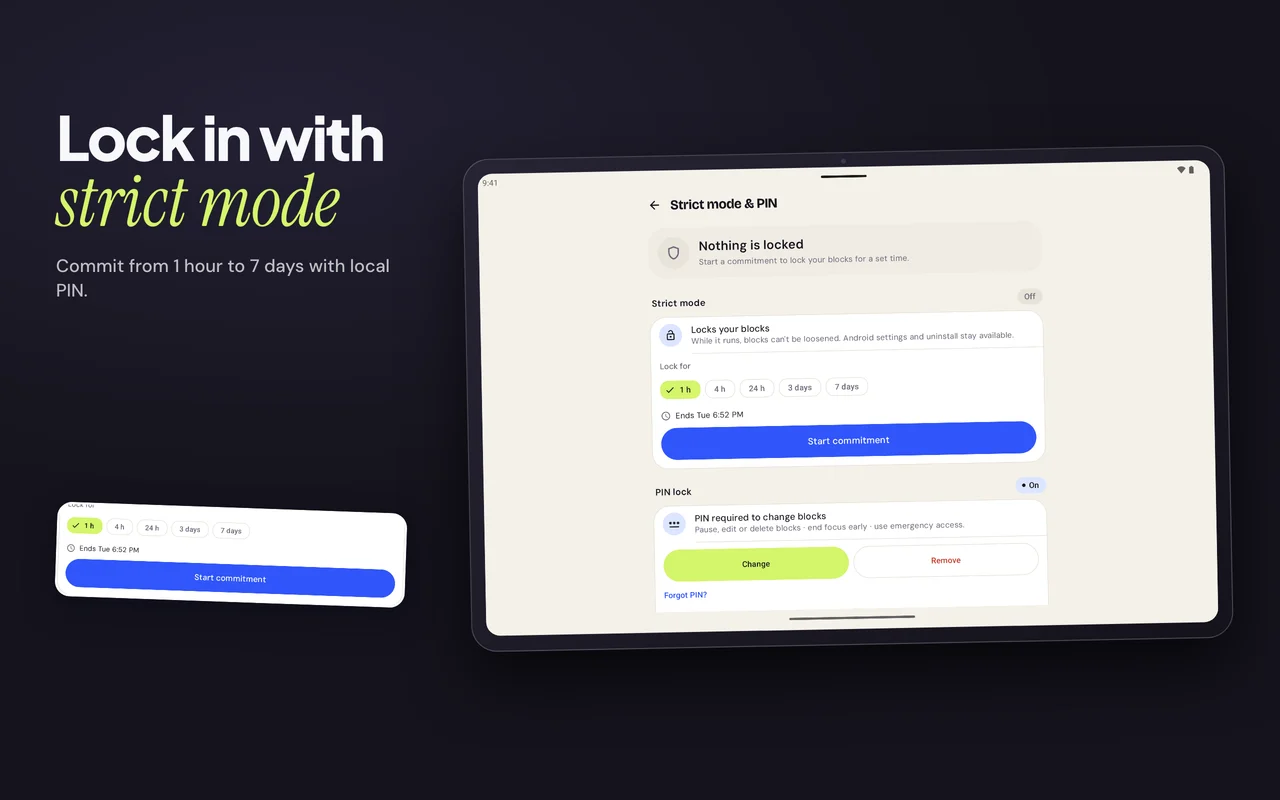 Lock in with
strict mode
Commit from 1 hour to 7 days with local
PIN.
Lock for
1 h
4 h
24 h
3 days
7 days
Ends Tue 6:52 PM
Start commitment
9:41
Strict mode & PIN
Nothing is locked
Start a commitment to lock your blocks for a set time.
Strict mode
Off
Locks your blocks
While it runs, blocks can't be loosened. Android settings and uninstall stay available.
Lock for
1 h
4 h
24 h
3 days
7 days
Ends Tue 6:52 PM
Start commitment
PIN lock
• On
PIN required to change blocks
Pause, edit or delete blocks · end focus early · use emergency access.
Change
Remove
Forgot PIN?